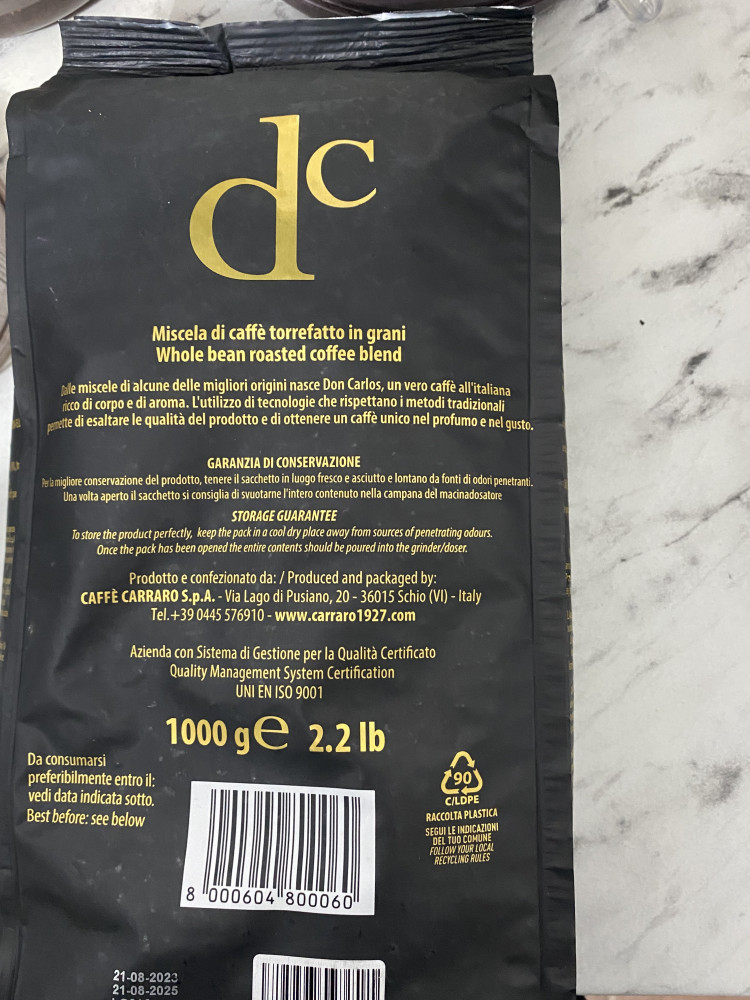 dc
Miscela di caffè torrefatto in grani
Whole bean roasted coffee blend
Dalle miscele di alcune delle migliori origini nasce Don Carlos, un vero caffè all'italiana
ricco di corpo e di aroma. L'utilizzo di tecnologie che rispettano i metodi tradizionali
permette di esaltare le qualità del prodotto e di ottenere un caffè unico nel profumo e nel gusto.
GARANZIA DI CONSERVAZIONE
Per la migliore conservazione del prodotto, tenere il sacchetto in luogo fresco e asciutto e lontano da fonti di odori penetranti.
Una volta aperto il sacchetto si consiglia di svuotarne l'intero contenuto nella campana del macinadosatore
STORAGE GUARANTEE
To store the product perfectly, keep the pack in a cool dry place away from sources of penetrating odours.
Once the pack has been opened the entire contents should be poured into the grinder/doser.
Prodotto e confezionato da: / Produced and packaged by:
CAFFÈ CARRARO S.p.A. - Via Lago di Pusiano, 20 - 36015 Schio (VI) - Italy
Tel.+39 0445 576910 - www.carraro1927.com
Azienda con Sistema di Gestione per la Qualità Certificato
Quality Management System Certification
UNI EN ISO 9001
1000 g e 2.2 lb
Da consumarsi
preferibilmente entro il:
vedi data indicata sotto.
Best before: see below
90
C/LDPE
RACCOLTA PLASTICA
SEGUI LE INDICAZIONI
DEL TUO COMUNE
FOLLOW YOUR LOCAL
RECYCLING RULES
8 000604 800060
21-08-2023
21-08-2025